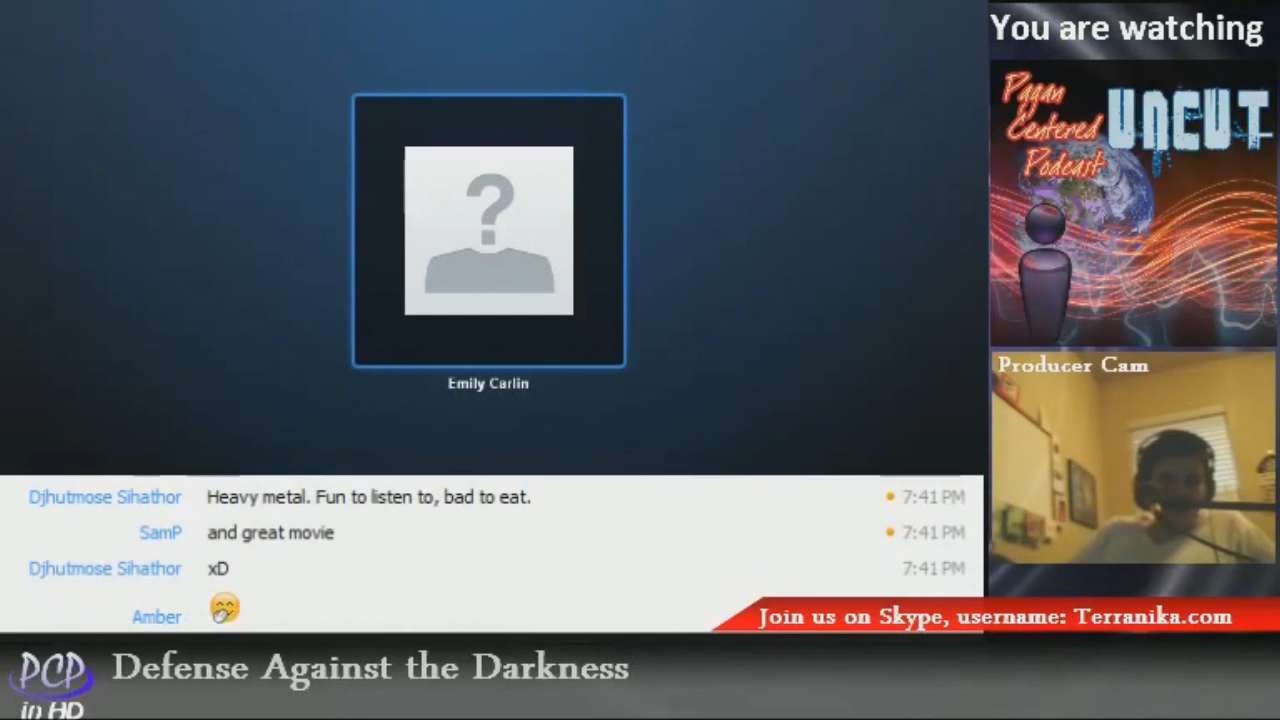 You are watching
Pagan
Centered
Podcast
UNCUT
?
Emily Carlin
Producer Cam
Djhutmose Sihathor Heavy metal. Fun to listen to, bad to eat. 7:41 PM
SamP and great movie 7:41 PM
Djhutmose Sihathor xD 7:41 PM
Amber
Join us on Skype, username: Terranika.com
PCP
in HD
Defense Against the Darkness